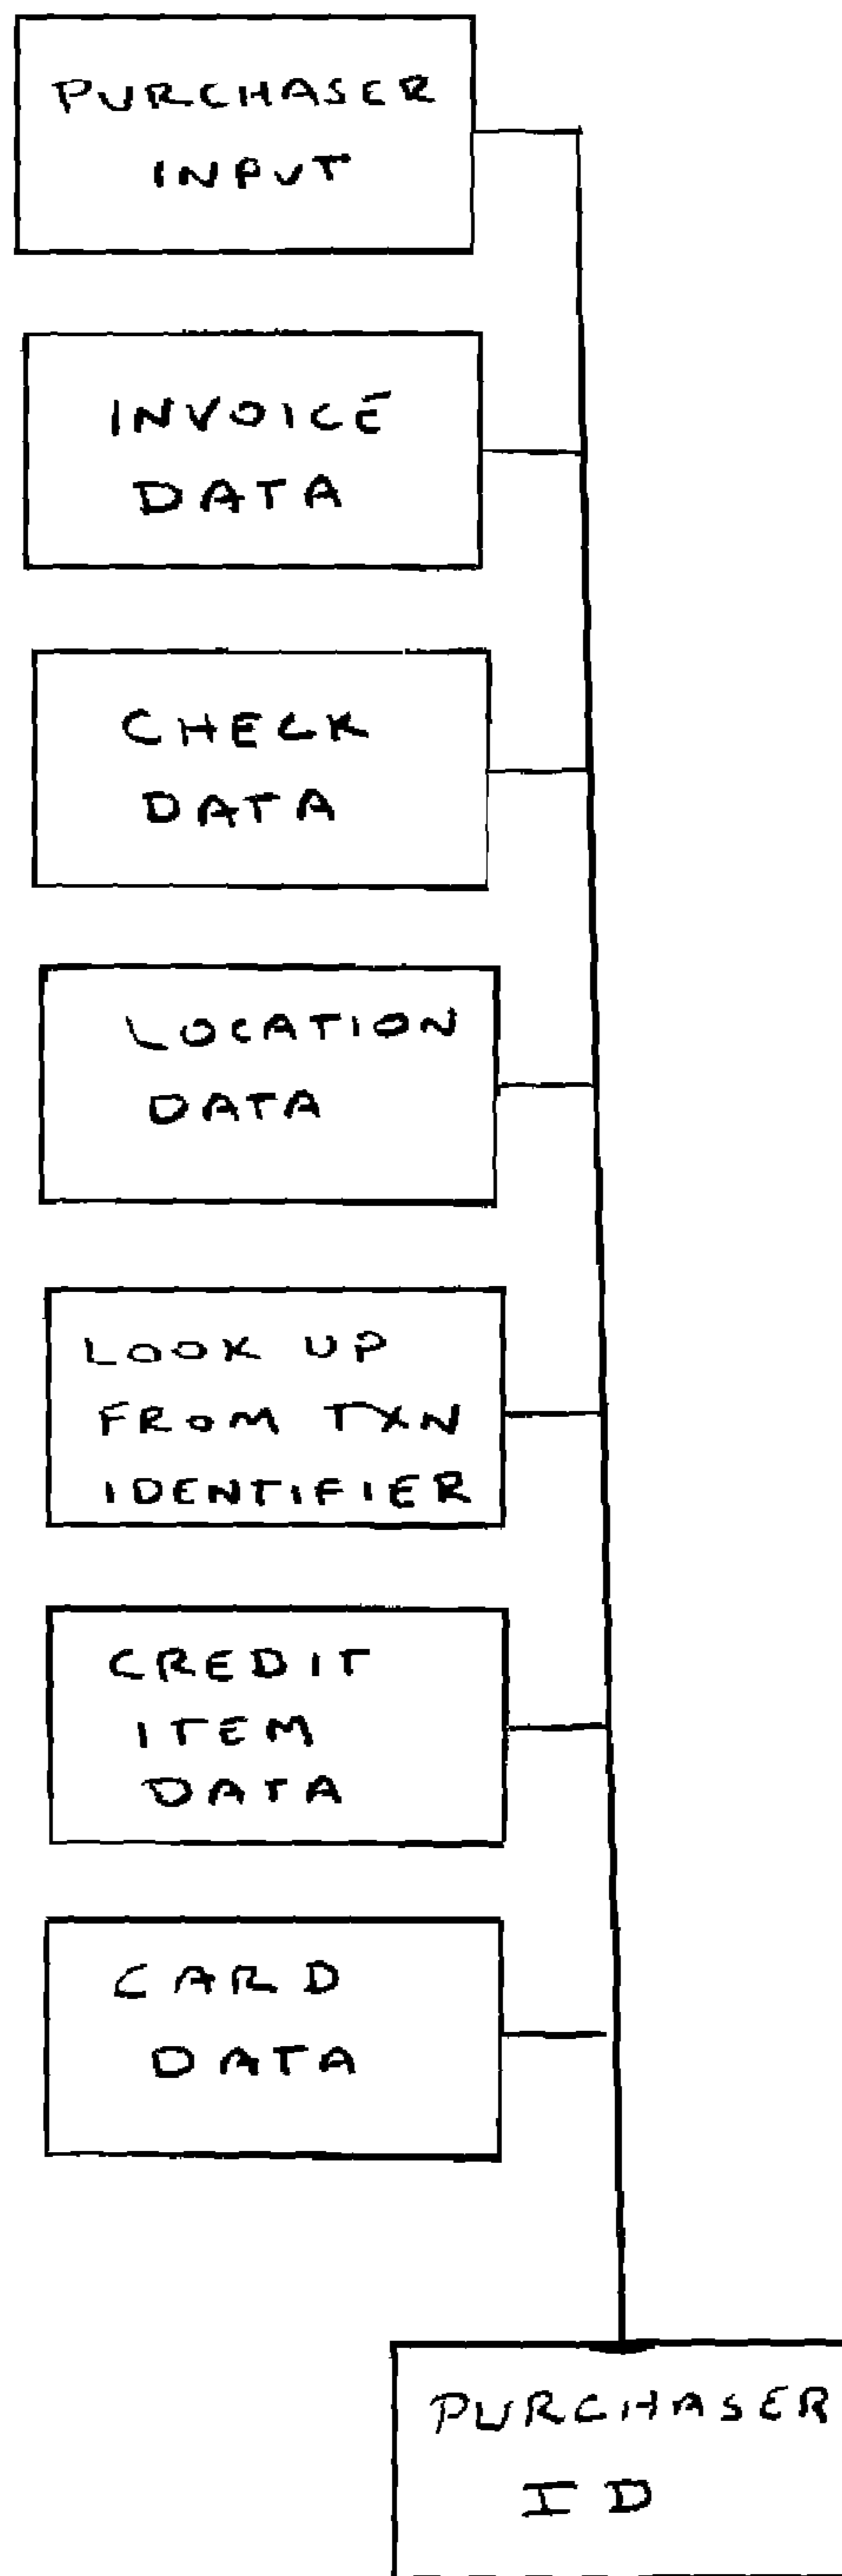 PURCHASER
INPUT
INVOICE
DATA
CHECK
DATA
LOCATION
DATA
LOOK UP
FROM TXN
IDENTIFIER
CREDIT
ITEM
DATA
CARD
DATA
PURCHASER
ID